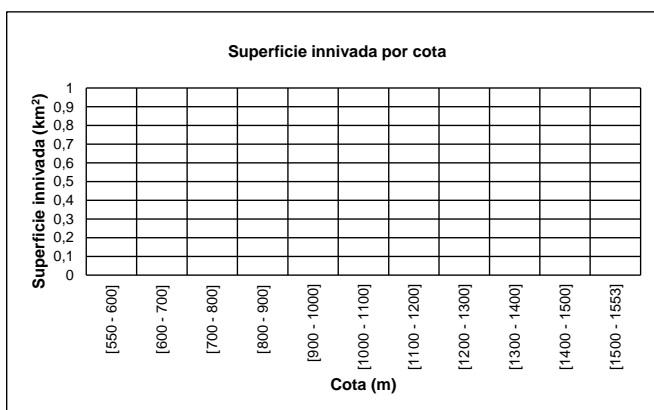 Superficie innivada por cota
Superficie innivada (km²)
1
0,9
0,8
0,7
0,6
0,5
0,4
0,3
0,2
0,1
0
[550 - 600]
[600 - 700]
[700 - 800]
[800 - 900]
[900 - 1000]
[1000 - 1100]
[1100 - 1200]
[1200 - 1300]
[1300 - 1400]
[1400 - 1500]
[1500 - 1553]
Cota (m)